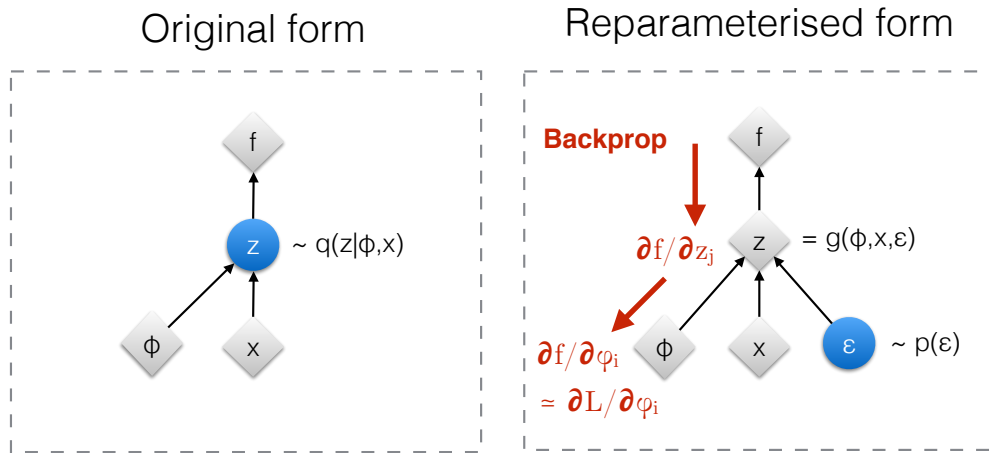 Original form
f
z
~ q(z|ϕ,x)
ϕ
x
Reparameterised form
Backprop
f
∂f/∂zⱼ
z
= g(ϕ,x,ε)
∂f/∂φᵢ
≃ ∂L/∂φᵢ
ϕ
x
ε
~ p(ε)